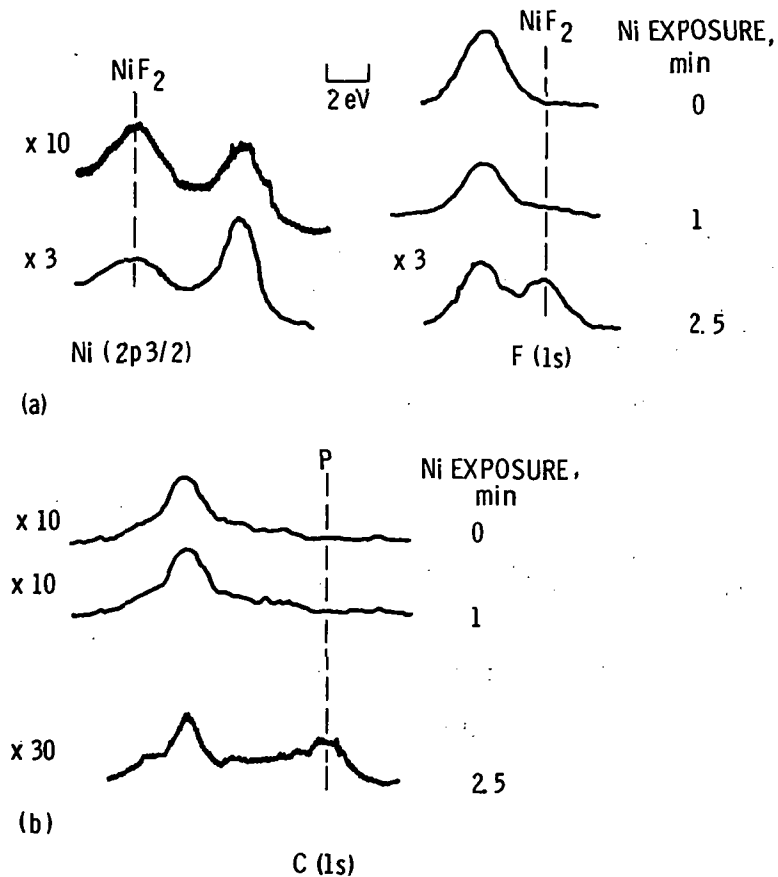 NiF2
x 10
x 3
Ni (2p3/2)
2 eV
NiF2
x 3
F (1s)
Ni EXPOSURE,
min
0
1
2.5
(a)
P
x 10
x 10
x 30
Ni EXPOSURE,
min
0
1
2.5
(b)
C (1s)